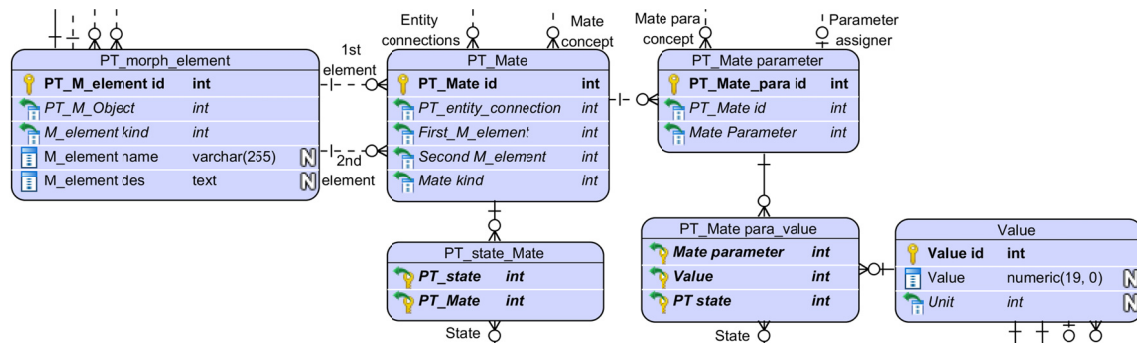 Entity connections
Mate concept
Mate para concept
Parameter assigner
PT_morph_element
PT_M_element id int
PT_M_Object int
M_element kind int
M_element name varchar(255) N
M_element des text N
1st element
2nd element
PT_Mate
PT_Mate id int
PT_entity_connection int
First_M_element int
Second M_element int
Mate kind int
PT_Mate parameter
PT_Mate_para id int
PT_Mate id int
Mate Parameter int
PT_state_Mate
PT_state int
PT_Mate int
State
PT_Mate para_value
Mate parameter int
Value int
PT state int
State
Value
Value id int
Value numeric(19, 0) N
Unit int N